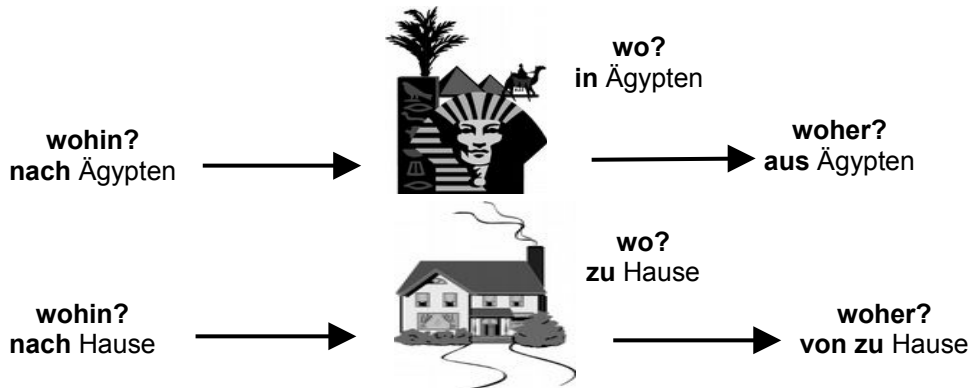 wo?
in Ägypten
wohin?
nach Ägypten
woher?
aus Ägypten
wo?
zu Hause
wohin?
nach Hause
woher?
von zu Hause